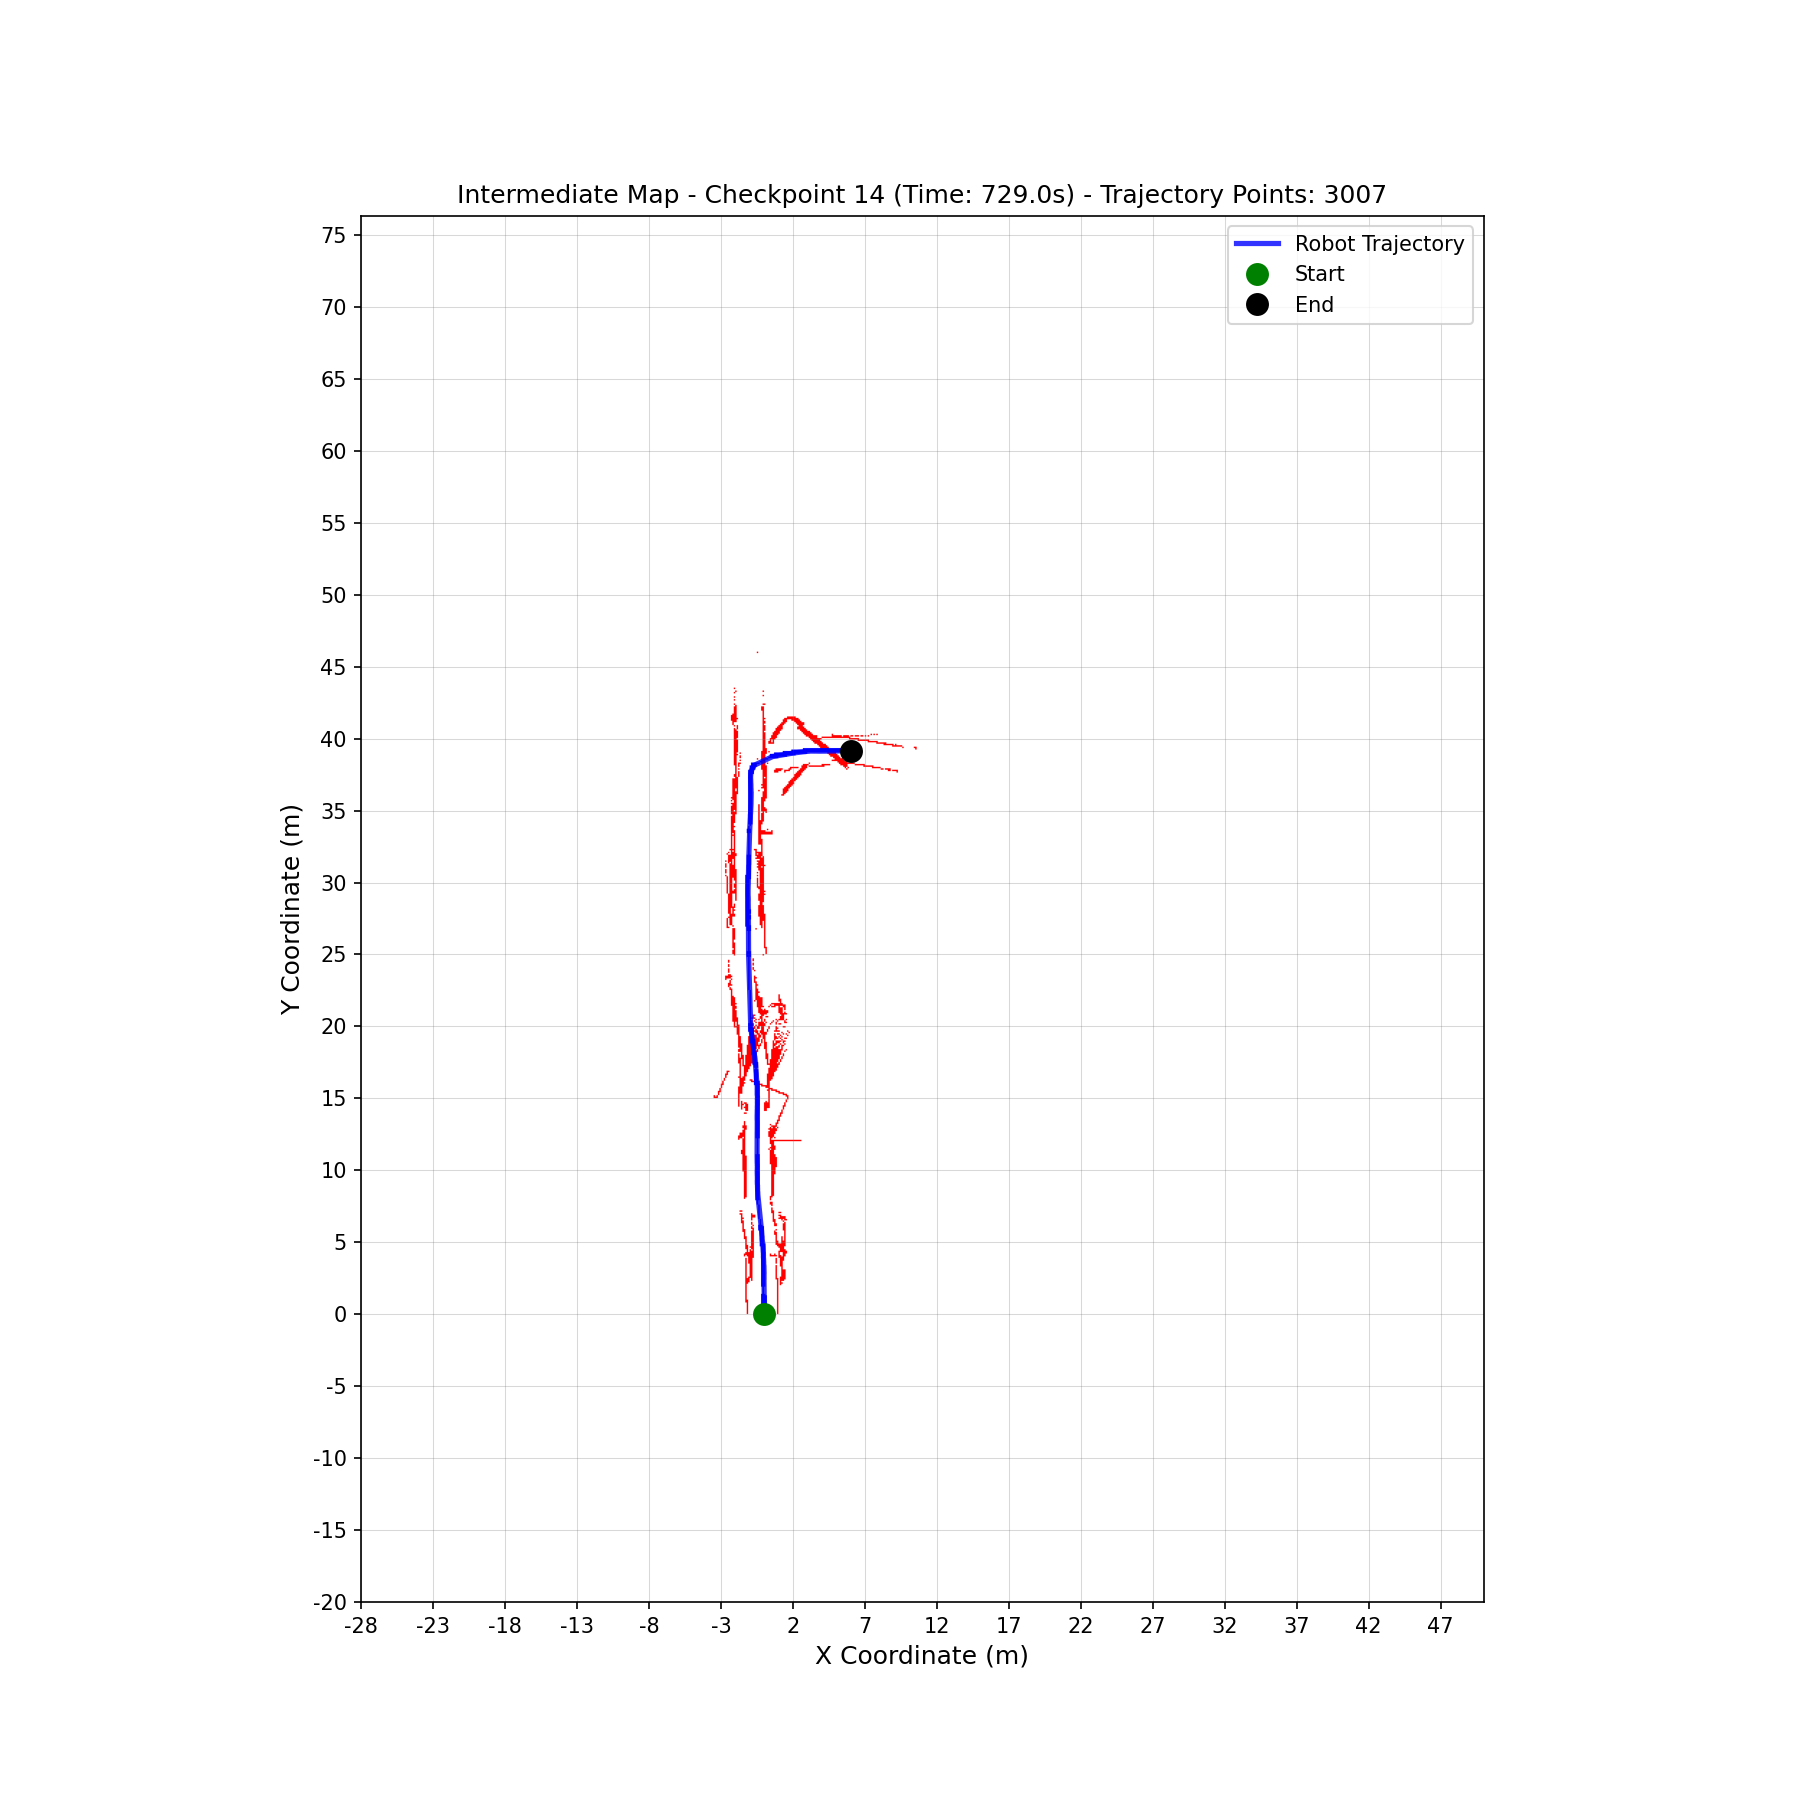 Intermediate Map - Checkpoint 14 (Time: 729.0s) - Trajectory Points: 3007
Robot Trajectory
Start
End
75
70
65
60
55
50
45
40
35
30
25
20
15
10
5
0
-5
-10
-15
-20
Y Coordinate (m)
-28 -23 -18 -13 -8 -3 2 7 12 17 22 27 32 37 42 47
X Coordinate (m)